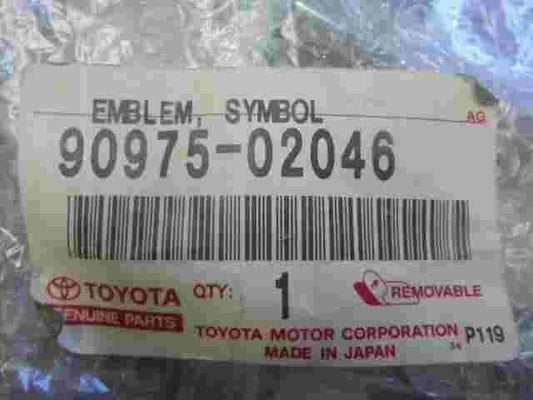 EMBLEM, SYMBOL
AG
90975-02046
TOYOTA QTY: 1 REMOVABLE
GENUINE PARTS
TOYOTA MOTOR CORPORATION P119
MADE IN JAPAN